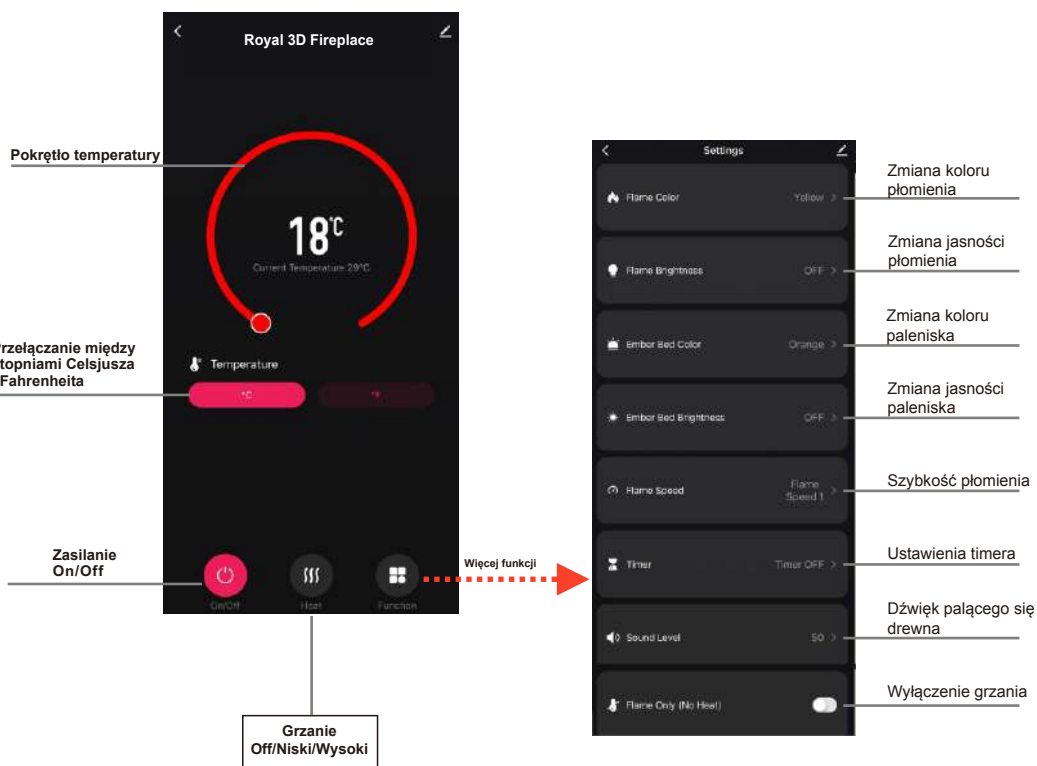 Royal 3D Fireplace
Pokrętło temperatury
18°C
Current Temperature 29°C
Przełączanie między
stopniami Celsjusza
Fahrenheita
Temperature
°C
°F
Zasilanie
On/Off
On/Off
Heat
Function
Więcej funkcji
Grzanie
Off/Niski/Wysoki
Settings
Flame Color
Yellow
Zmiana koloru
płomienia
Flame Brightness
OFF
Zmiana jasności
płomienia
Ember Bed Color
Orange
Zmiana koloru
paleniska
Ember Bed Brightness
OFF
Zmiana jasności
paleniska
Flame Speed
Flame
Speed 1
Szybkość płomienia
Timer
Timer OFF
Ustawienia timera
Sound Level
50
Dźwięk palącego się
drewna
Flame Only (No Heat)
Wyłączenie grzania